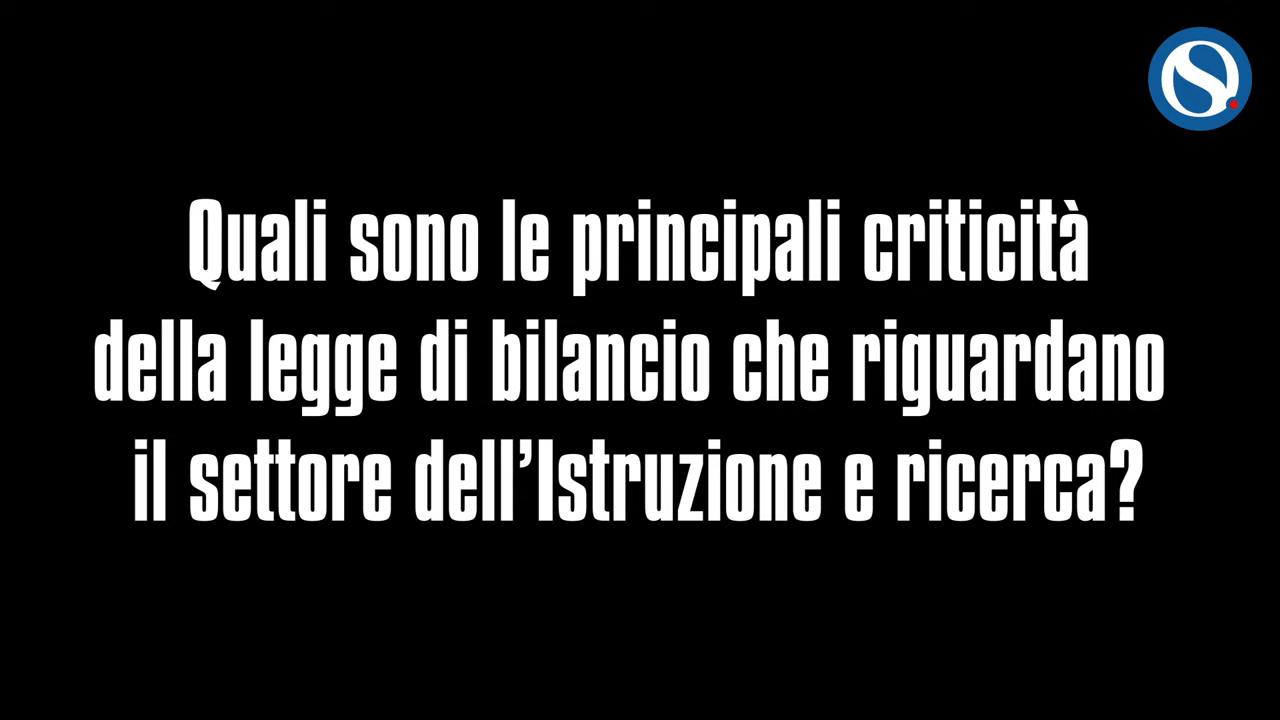 Quali sono le principali criticità
della legge di bilancio che riguardano
il settore dell’Istruzione e ricerca?